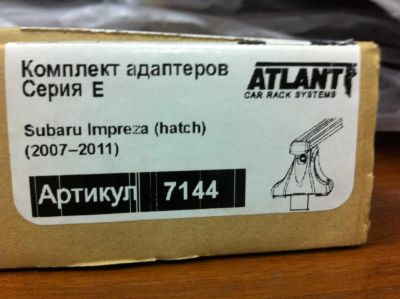 Комплект адаптеров
Серия Е
ATLANT
CAR RACK SYSTEMS
Subaru Impreza (hatch)
(2007–2011)
Артикул 7144